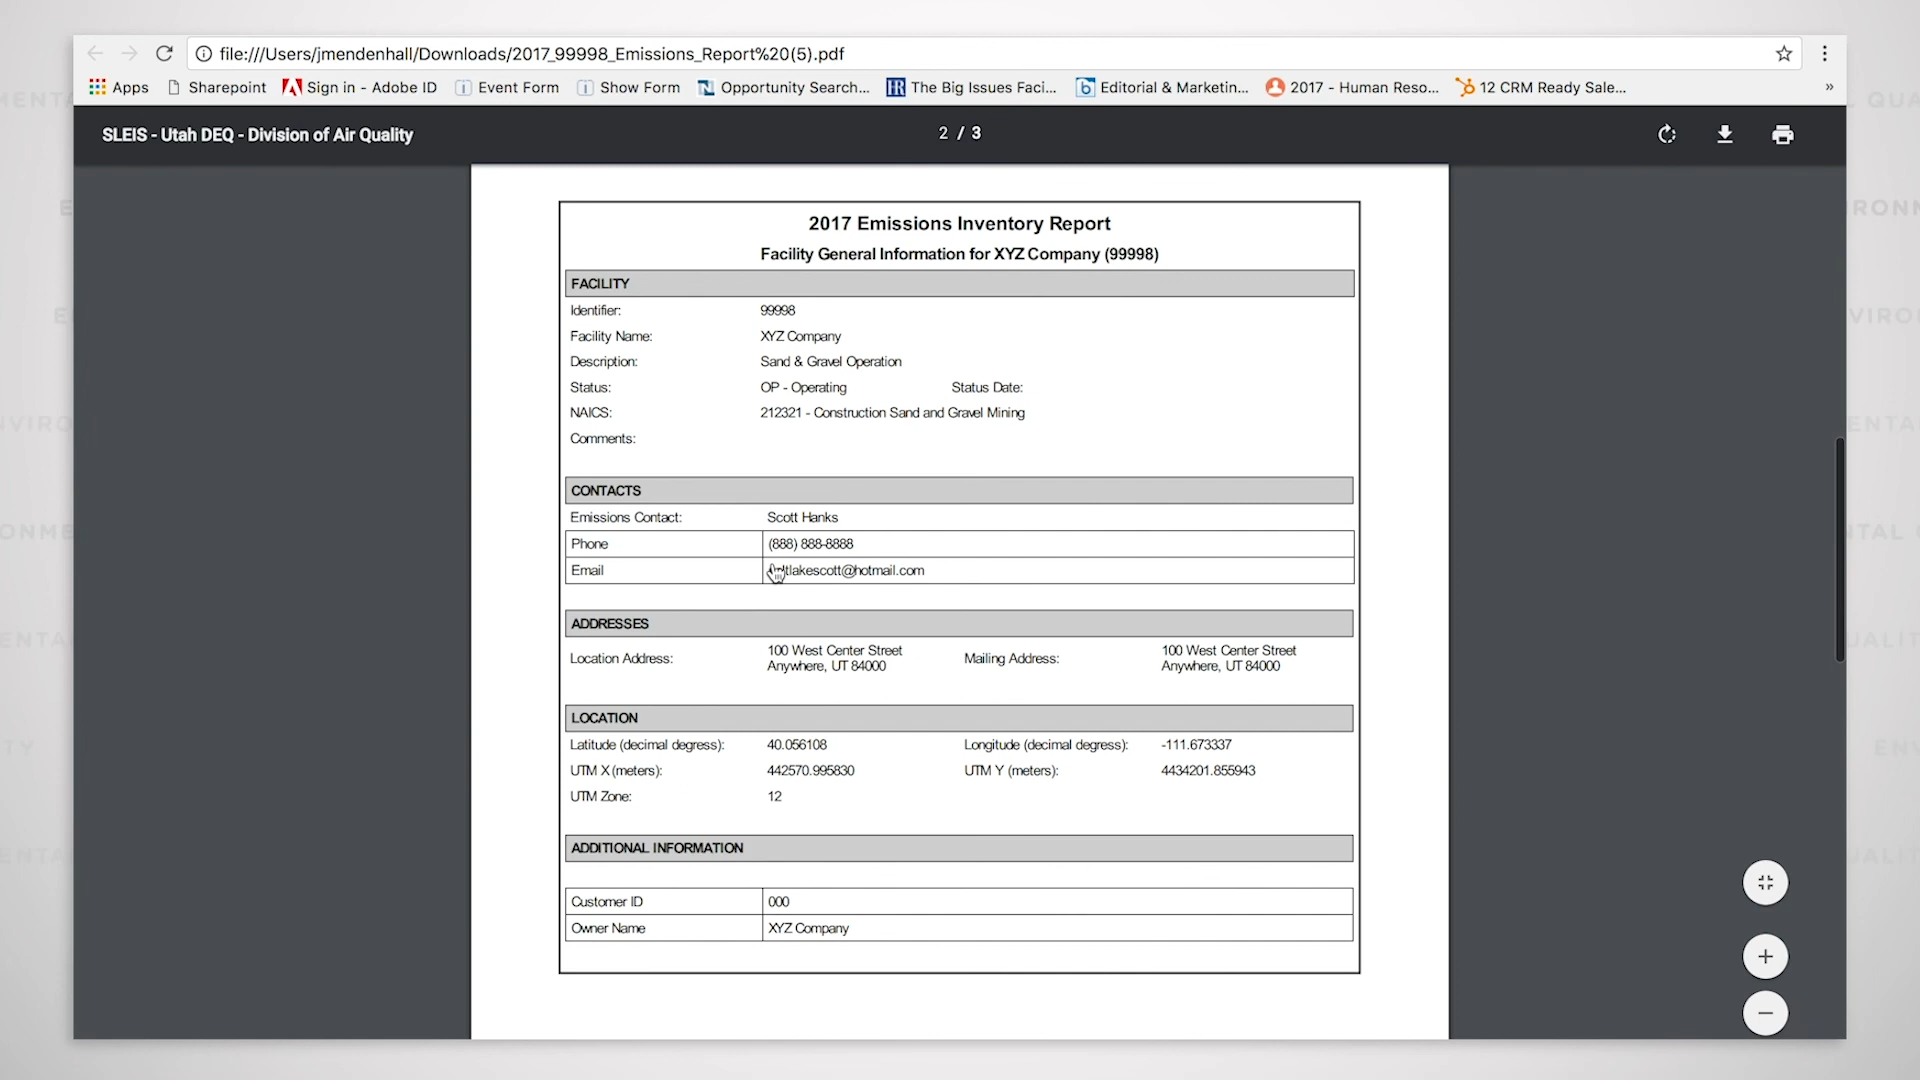 file:///Users/jmendenhall/Downloads/2017_99998_Emissions_Report%20(5).pdf
Apps Sharepoint Sign in - Adobe ID Event Form Show Form Opportunity Search... The Big Issues Faci... Editorial & Marketin... 2017 - Human Reso... 12 CRM Ready Sale... »
SLEIS - Utah DEQ - Division of Air Quality 2 / 3
2017 Emissions Inventory Report
Facility General Information for XYZ Company (99998)
FACILITY
Identifier: 99998
Facility Name: XYZ Company
Description: Sand & Gravel Operation
Status: OP - Operating Status Date:
NAICS: 212321 - Construction Sand and Gravel Mining
Comments:
CONTACTS
Emissions Contact: Scott Hanks
Phone (888) 888-8888
Email tlakescott@hotmail.com
ADDRESSES
Location Address: 100 West Center Street Mailing Address: 100 West Center Street
Anywhere, UT 84000 Anywhere, UT 84000
LOCATION
Latitude (decimal degress): 40.056108 Longitude (decimal degress): -111.673337
UTM X (meters): 442570.995830 UTM Y (meters): 4434201.855943
UTM Zone: 12
ADDITIONAL INFORMATION
Customer ID 000
Owner Name XYZ Company